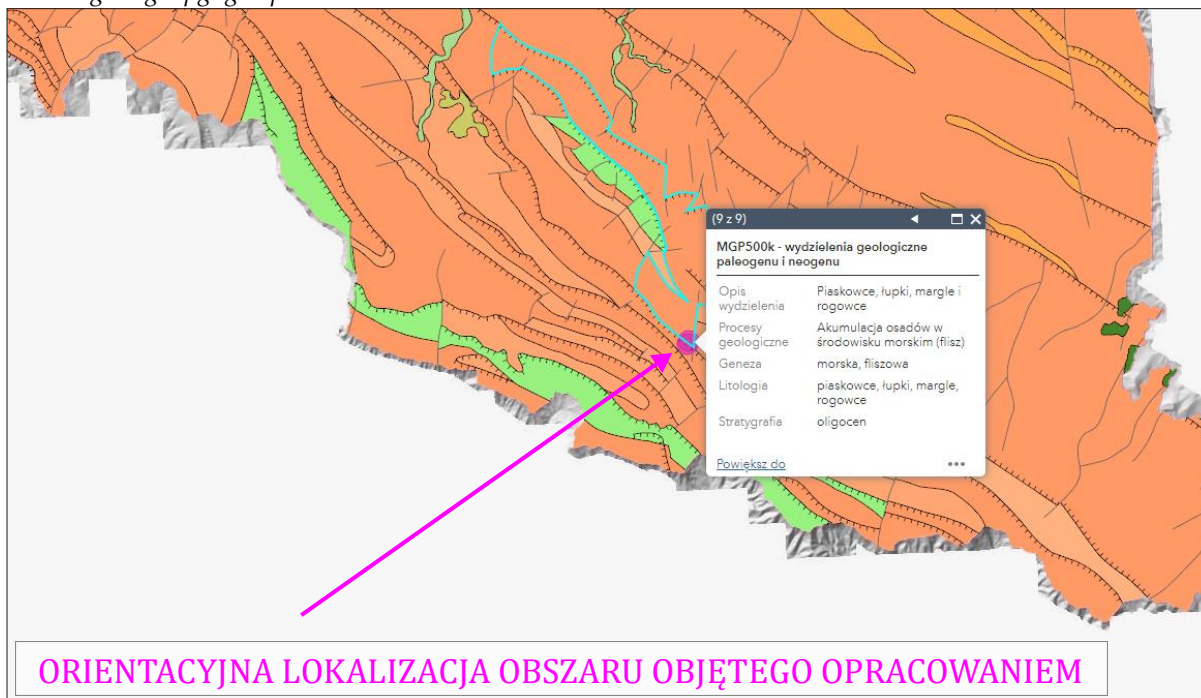 (9 z 9)
MGP500k - wydzielenia geologiczne
paleogenu i neogenu
Opis
wydzielenia
Piaskowce, łupki, margle i
rogowce
Procesy
geologiczne
Akumulacja osadów w
środowisku morskim (flisz)
Geneza
morska, fliszowa
Litologia
piaskowce, łupki, margle,
rogowce
Stratygrafia
oligocen
Powiększ do
ORIENTACYJNA LOKALIZACJA OBSZARU OBJĘTEGO OPRACOWANIEM